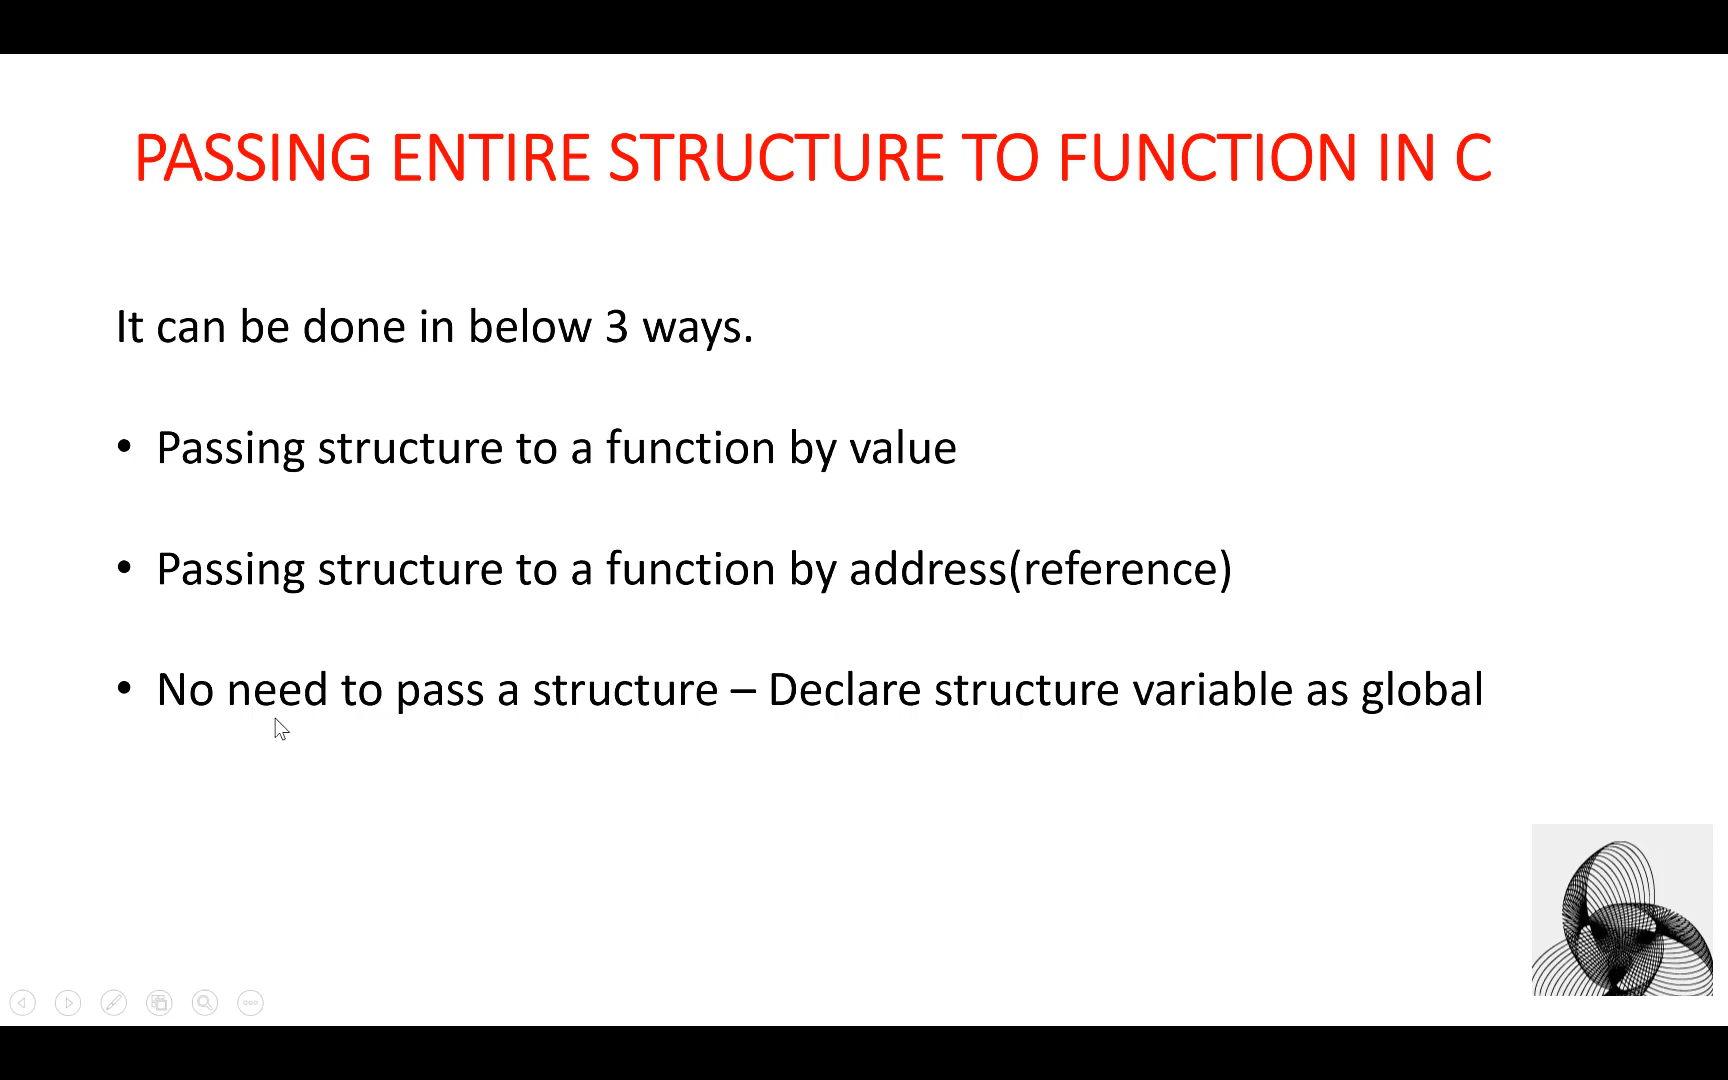 PASSING ENTIRE STRUCTURE TO FUNCTION IN C
It can be done in below 3 ways.
• Passing structure to a function by value
• Passing structure to a function by address(reference)
• No need to pass a structure – Declare structure variable as global